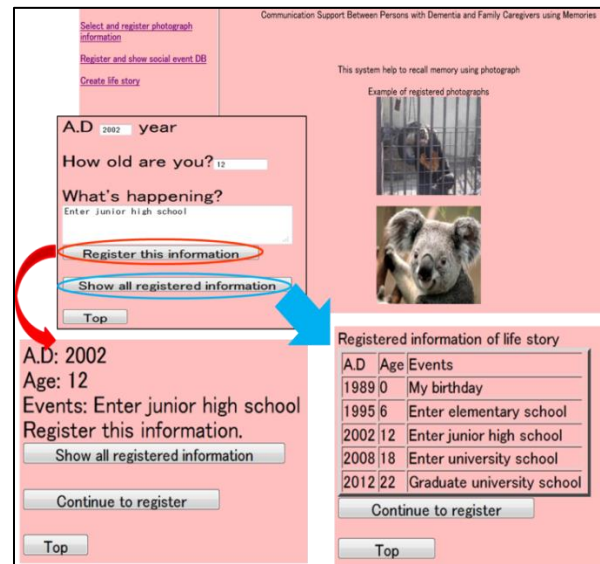 Communication Support Between Persons with Dementia and Family Caregivers using Memories
Select and register photograph
information
Register and show social event DB
Create life story
This system help to recall memory using photograph
Example of registered photographs
A.D 2002 year
How old are you? 12
What's happening?
Enter junior high school
Register this information
Show all registered information
Top
A.D: 2002
Age: 12
Events: Enter junior high school
Register this information.
Show all registered information
Continue to register
Top
Registered information of life story
A.D Age Events
1989 0 My birthday
1995 6 Enter elementary school
2002 12 Enter junior high school
2008 18 Enter university school
2012 22 Graduate university school
Continue to register
Top